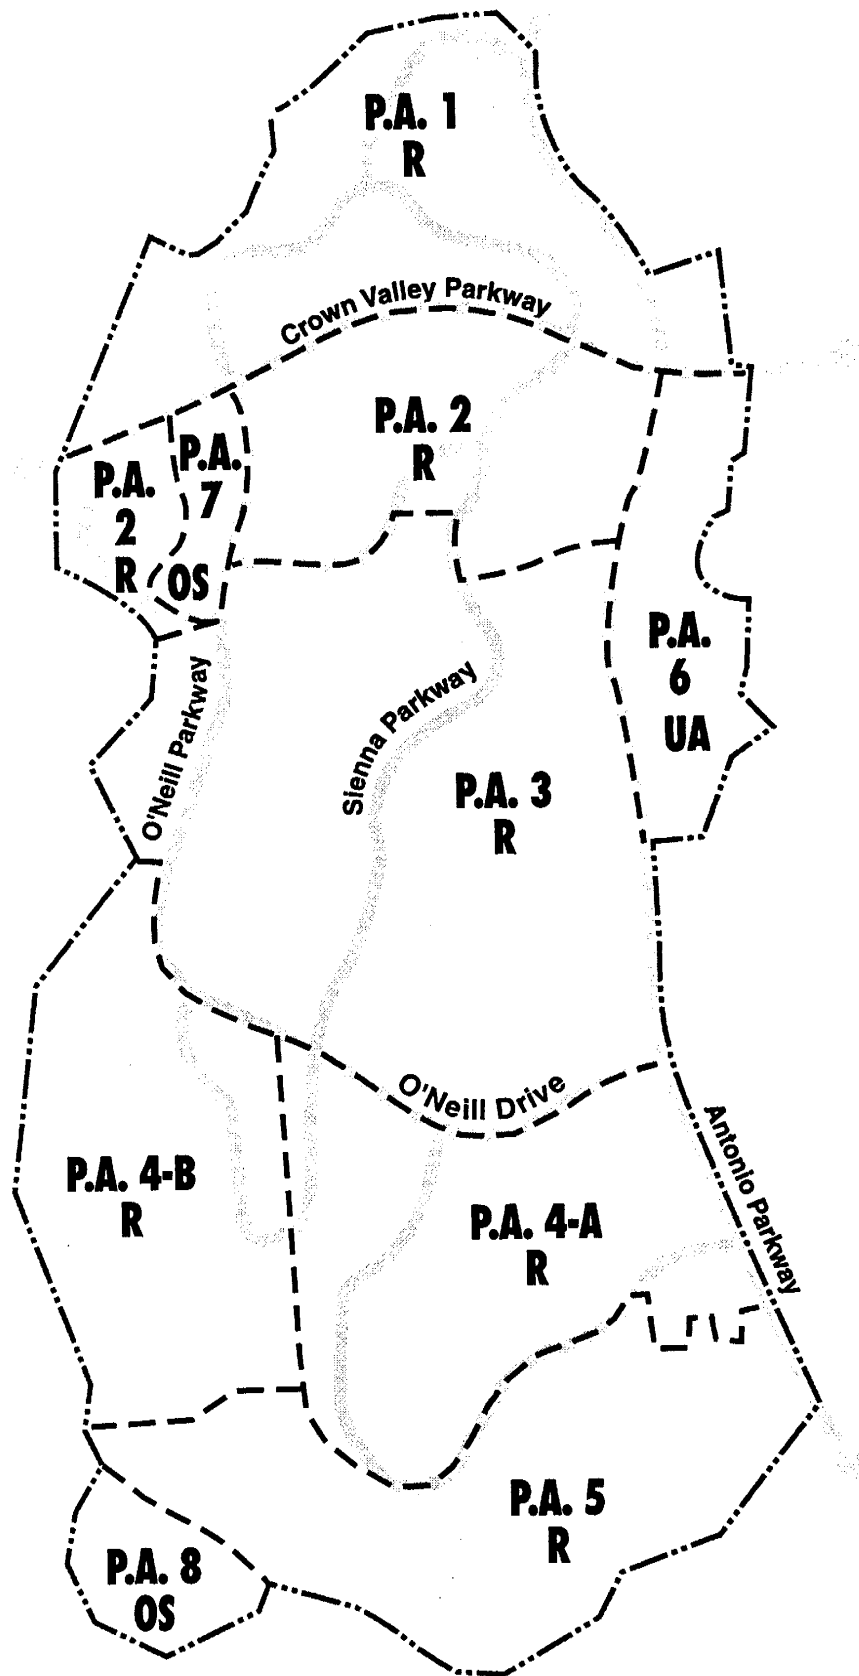 P.A. 1
R
Crown Valley Parkway
P.A. 2
R
P.A.
7
OS
P.A.
2
R
P.A.
6
UA
O'Neill Parkway
Sienna Parkway
P.A. 3
R
O'Neill Drive
Antonio Parkway
P.A. 4-B
R
P.A. 4-A
R
P.A. 5
R
P.A. 8
OS